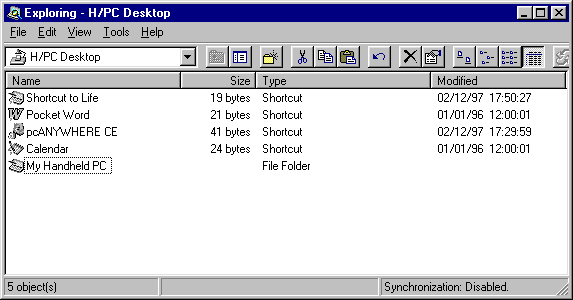 Exploring - H/PC Desktop
File Edit View Tools Help
H/PC Desktop
Name Size Type Modified
Shortcut to Life 19 bytes Shortcut 02/12/97 17:50:27
Pocket Word 21 bytes Shortcut 01/01/96 12:00:01
pcANYWHERE CE 41 bytes Shortcut 02/12/97 17:29:59
Calendar 24 bytes Shortcut 01/01/96 12:00:01
My Handheld PC File Folder
5 object(s) Synchronization: Disabled.